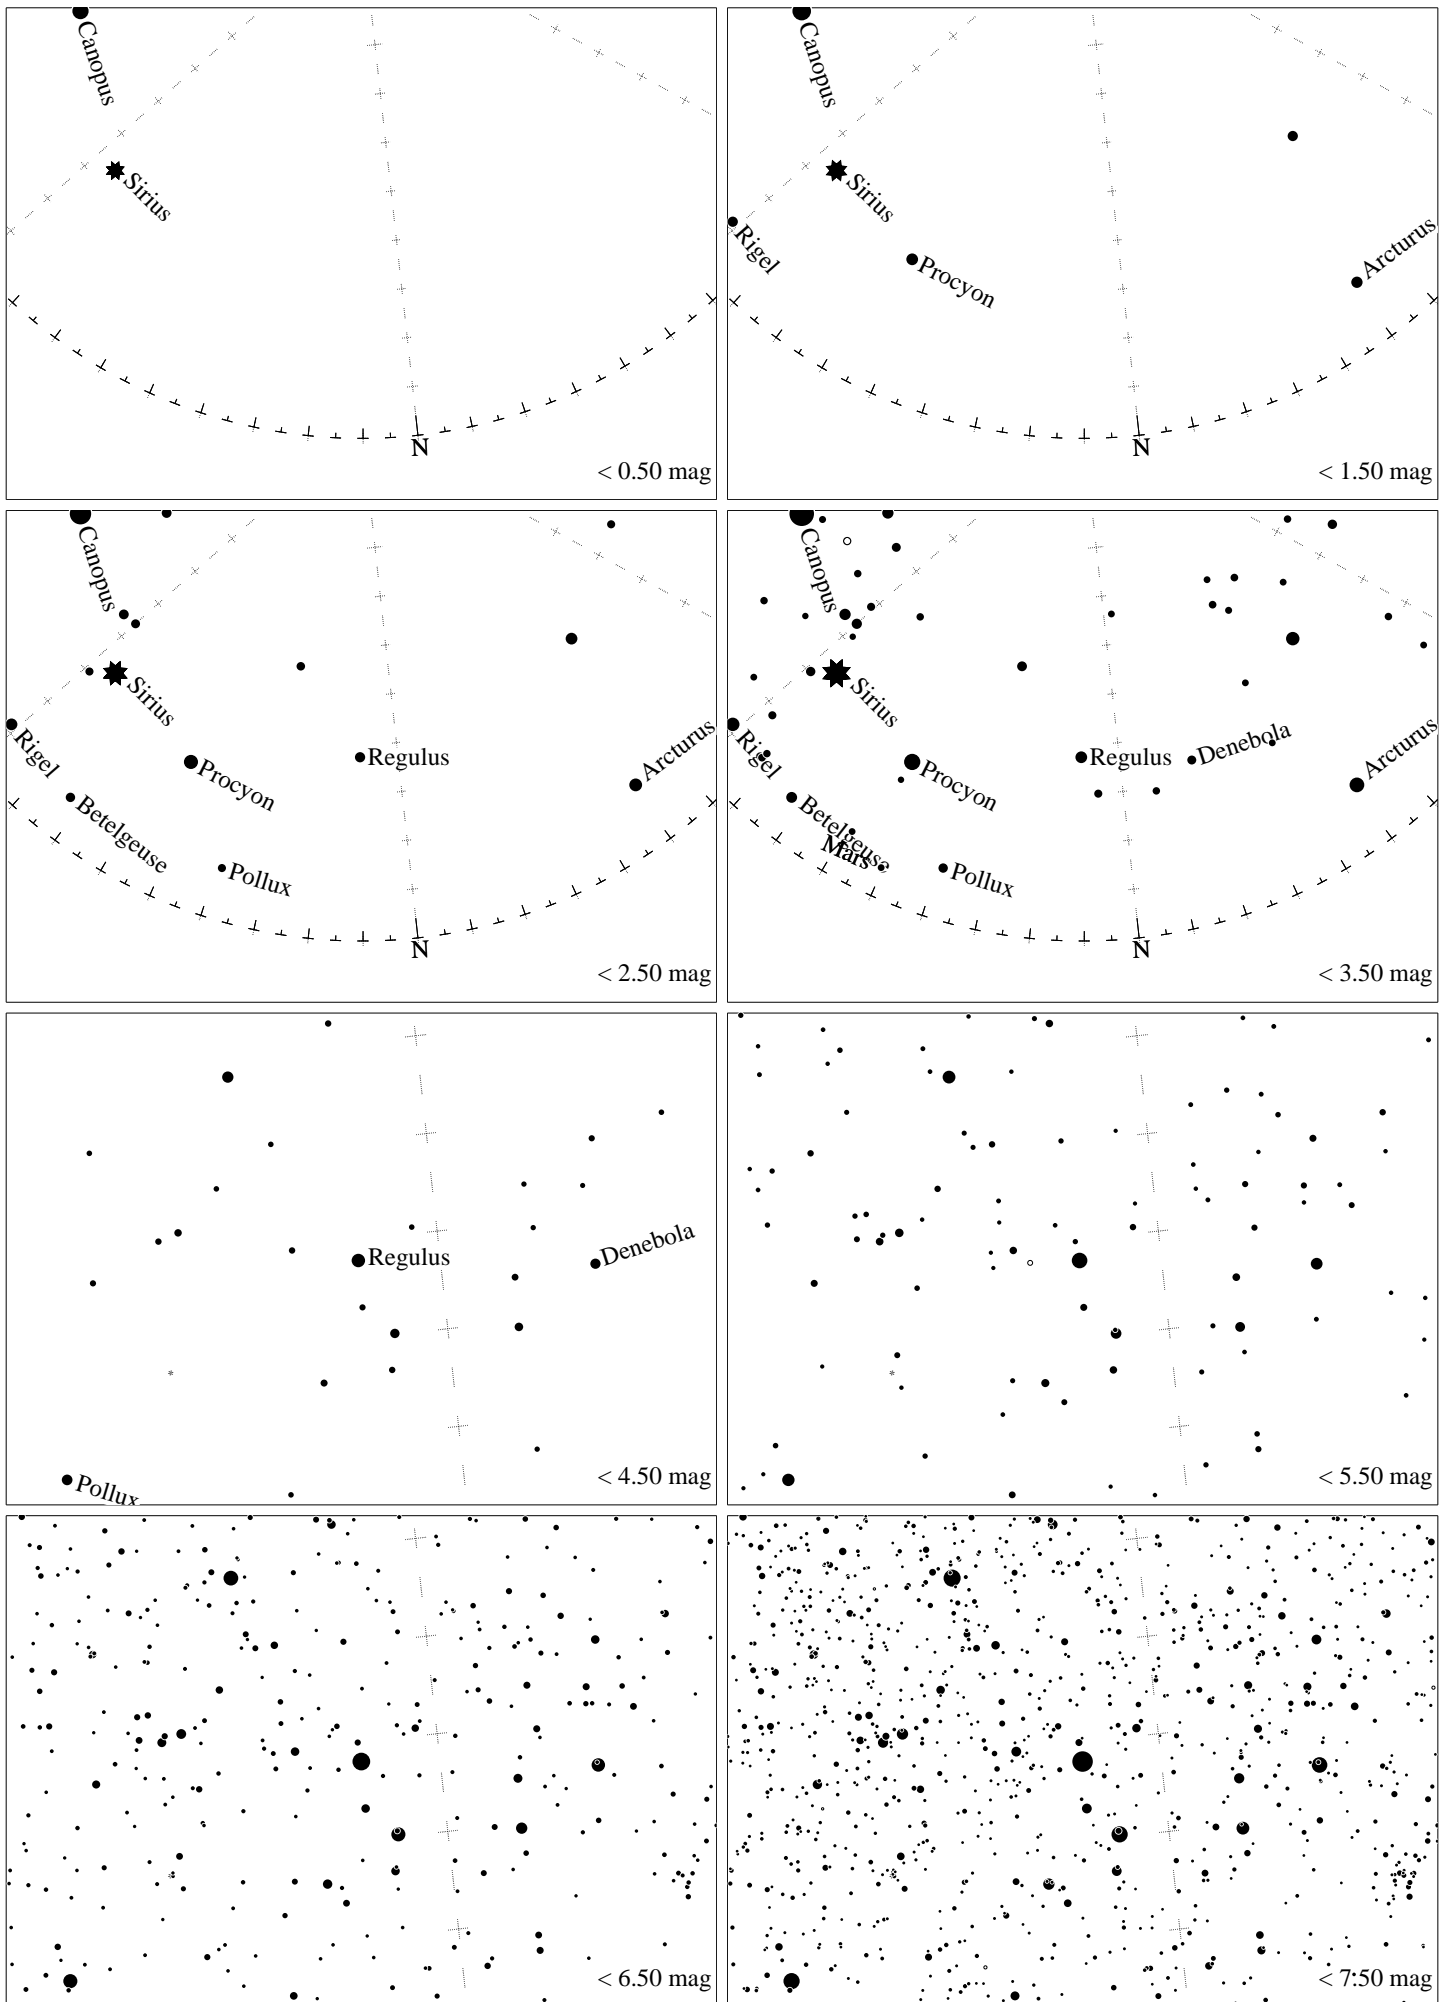 Canopus
Sirius
N
< 0.50 mag
Canopus
Sirius
Rigel
Procyon
Arcturus
N
< 1.50 mag
Canopus
Sirius
Rigel
Procyon
Regulus
Arcturus
Betelgeuse
Pollux
N
< 2.50 mag
Canopus
Sirius
Rigel
Procyon
Regulus
Denebola
Arcturus
Betelgeuse
Mars
Pollux
N
< 3.50 mag
Regulus
Denebola
Pollux
< 4.50 mag
< 5.50 mag
< 6.50 mag
< 7.50 mag